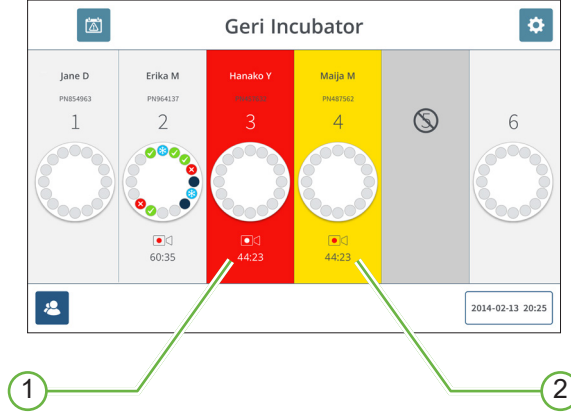 Geri Incubator
Jane D
PN854963
1
Erika M
PN964137
2
60:35
Hanako Y
3
44:23
Maija M
PN487562
4
44:23
5
6
2014-02-13 20:25
1
2